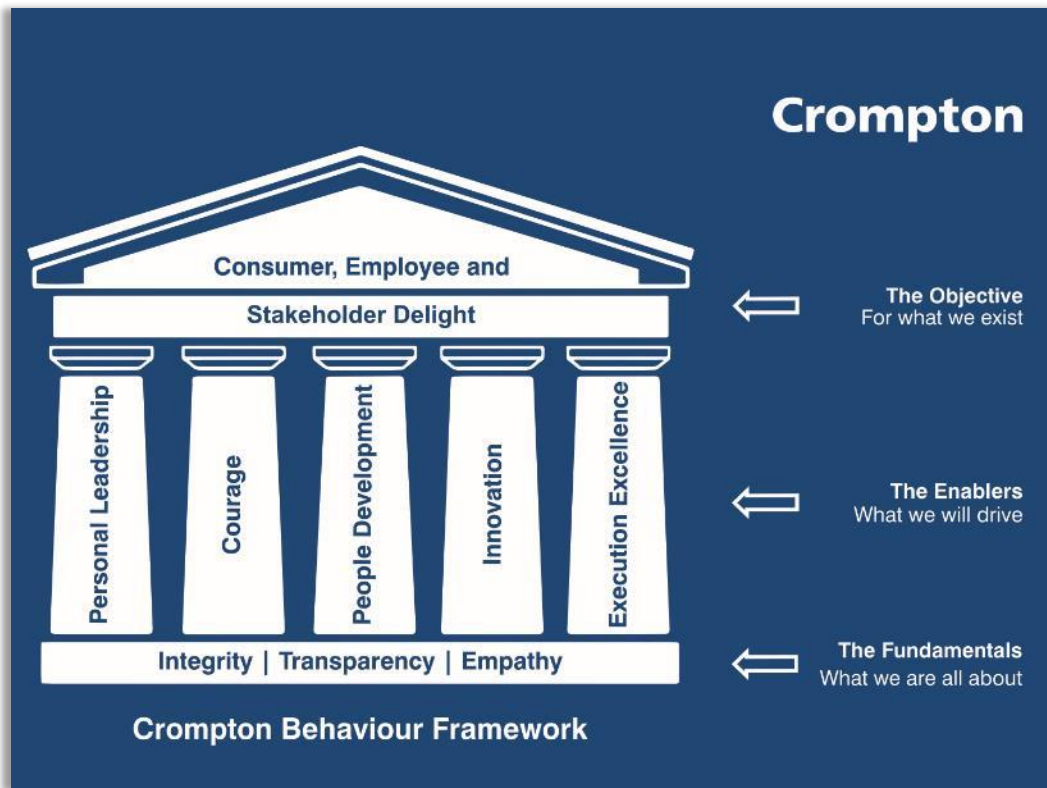 Crompton
Consumer, Employee and
Stakeholder Delight
The Objective
For what we exist
Personal Leadership
Courage
People Development
Innovation
Execution Excellence
The Enablers
What we will drive
Integrity | Transparency | Empathy
The Fundamentals
What we are all about
Crompton Behaviour Framework